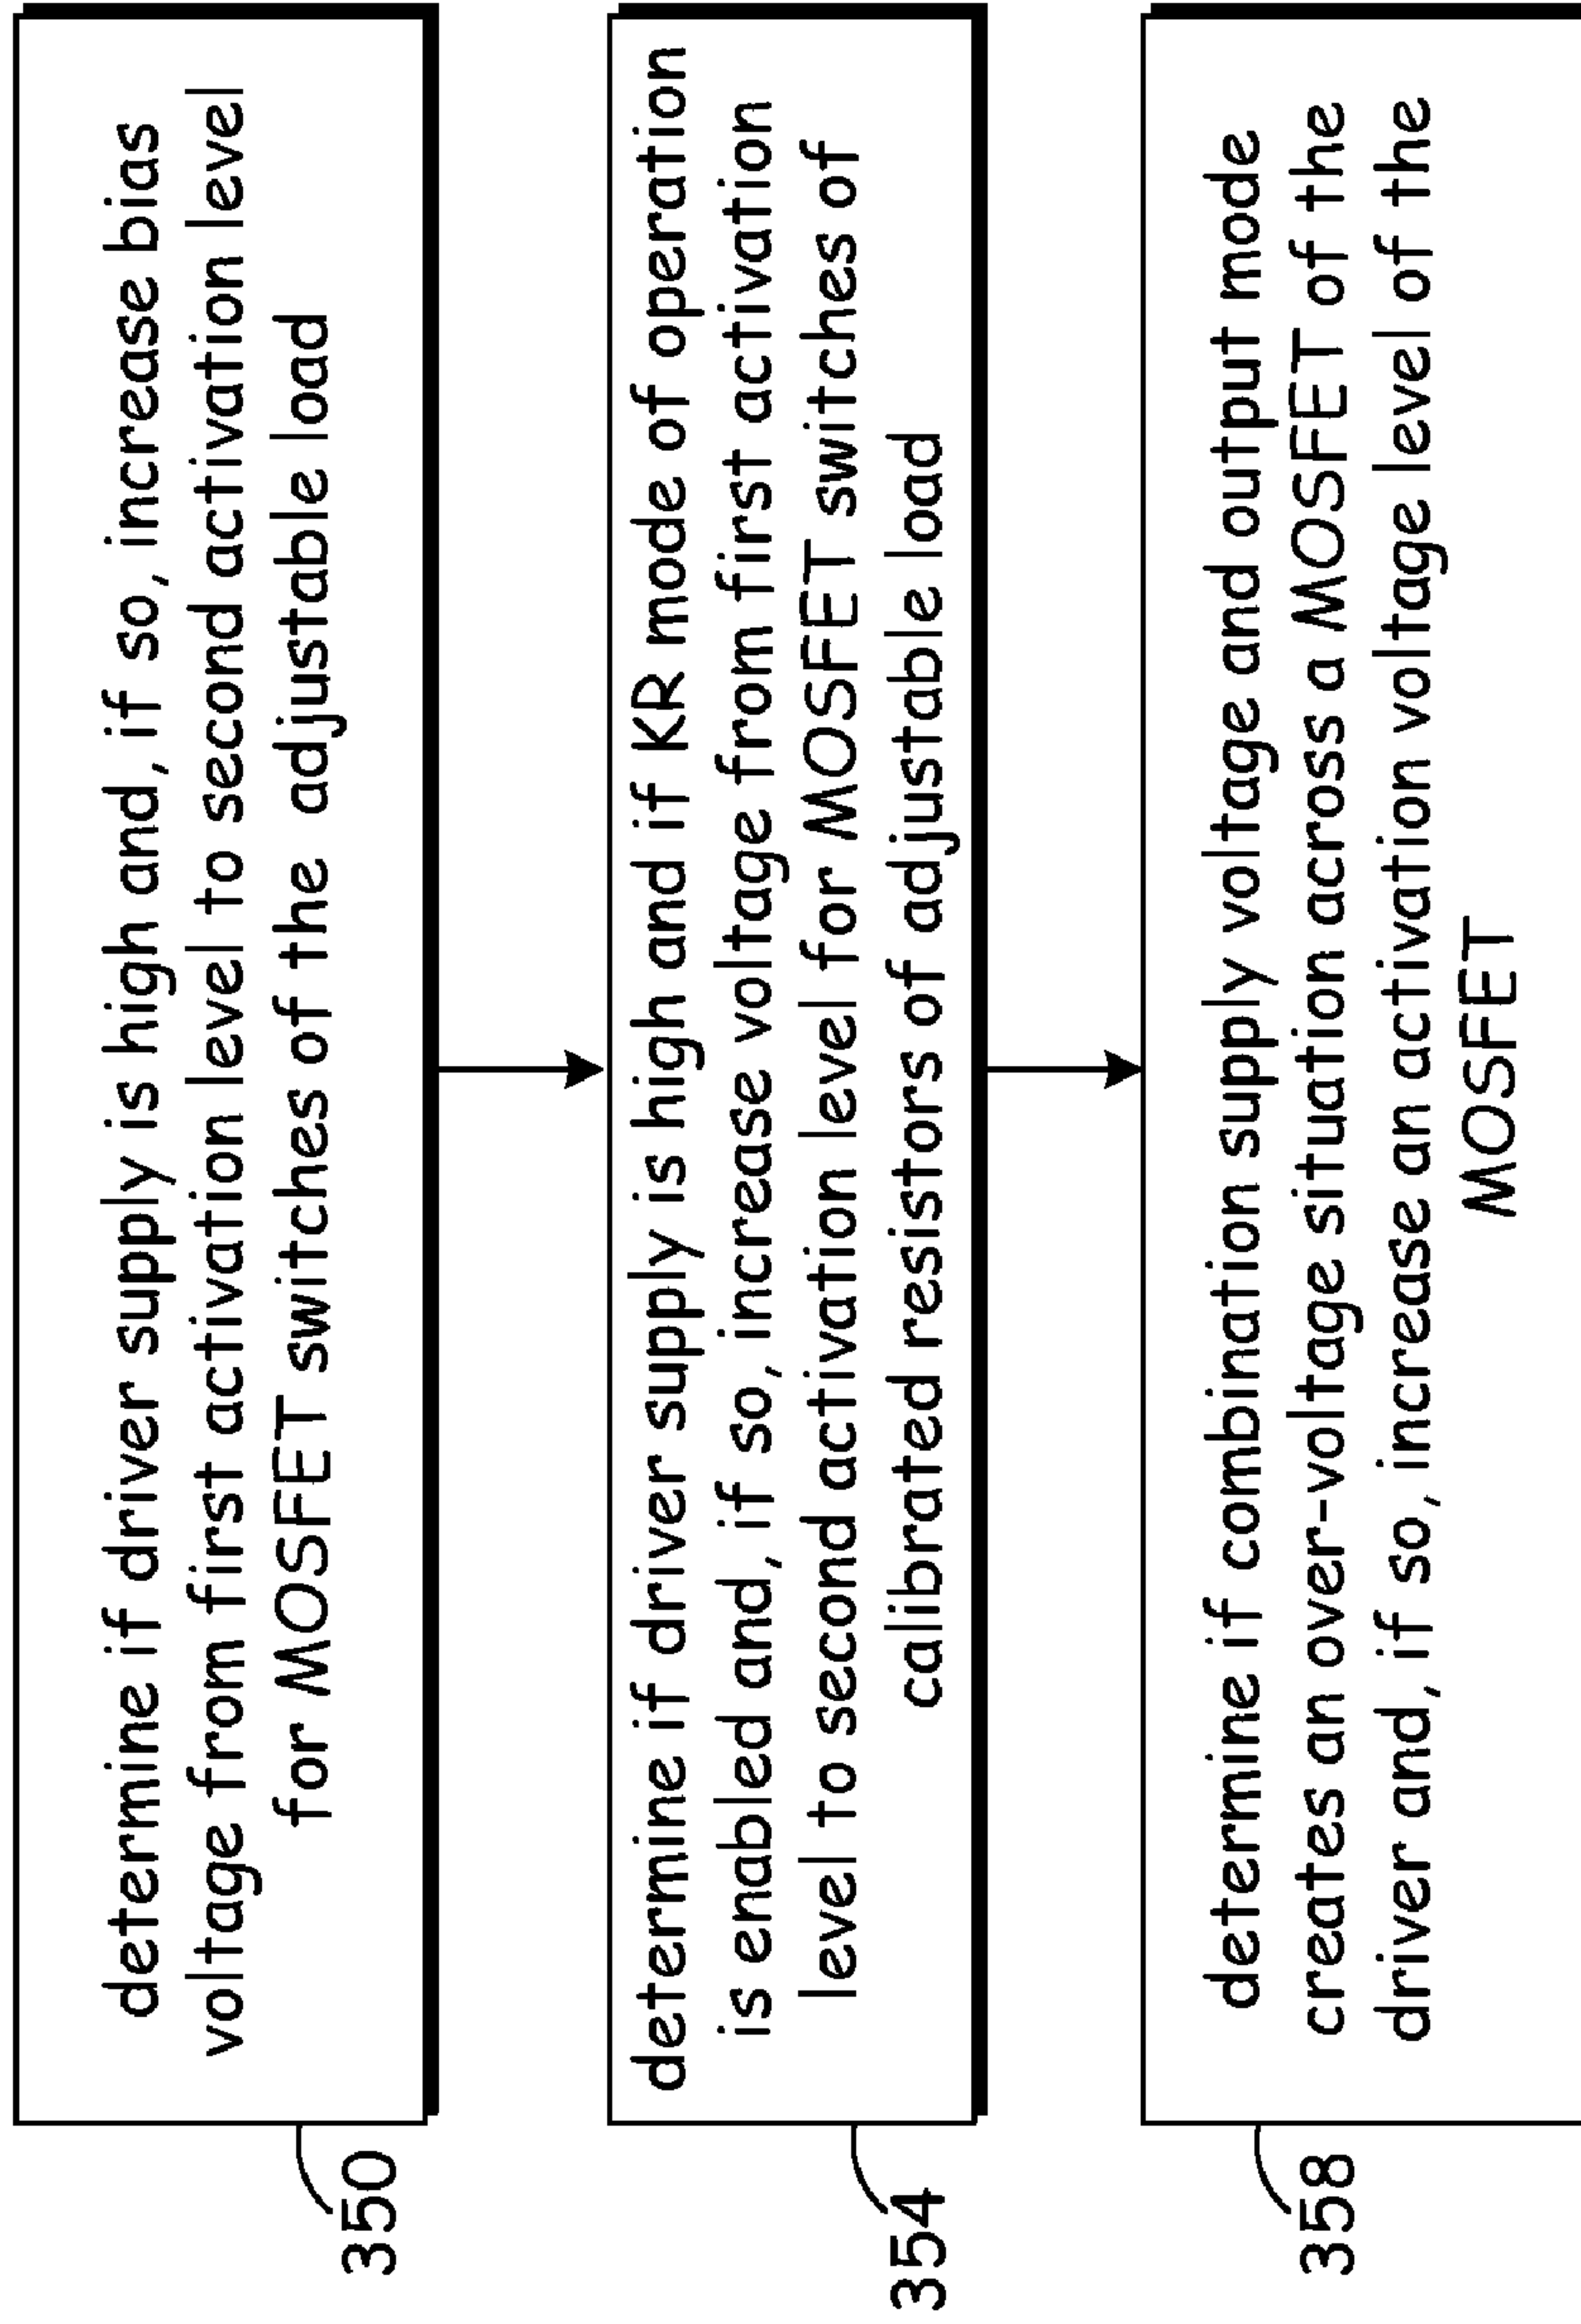 determine if driver supply is high and, if so, increase bias
voltage from first activation level to second activation level
for MOSFET switches of the adjustable load
350
determine if driver supply is high and if KR mode of operation
is enabled and, if so, increase voltage from first activation
level to second activation level for MOSFET switches of
calibrated resistors of adjustable load
354
determine if combination supply voltage and output mode
creates an over-voltage situation across a MOSFET of the
driver and, if so, increase an activation voltage level of the
MOSFET
358